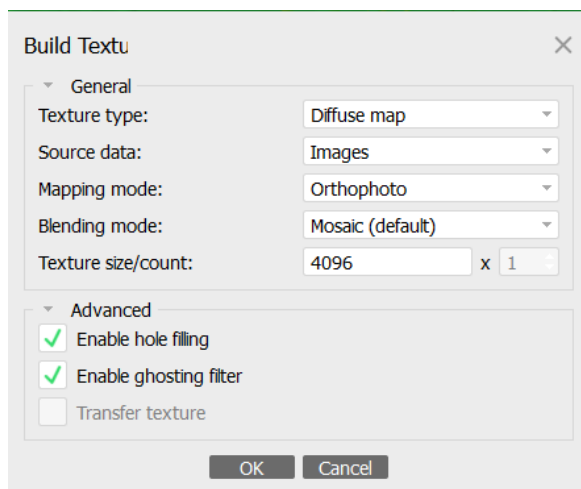 Build Textu
General
Texture type: Diffuse map
Source data: Images
Mapping mode: Orthophoto
Blending mode: Mosaic (default)
Texture size/count: 4096 x 1
Advanced
Enable hole filling
Enable ghosting filter
Transfer texture
OK Cancel